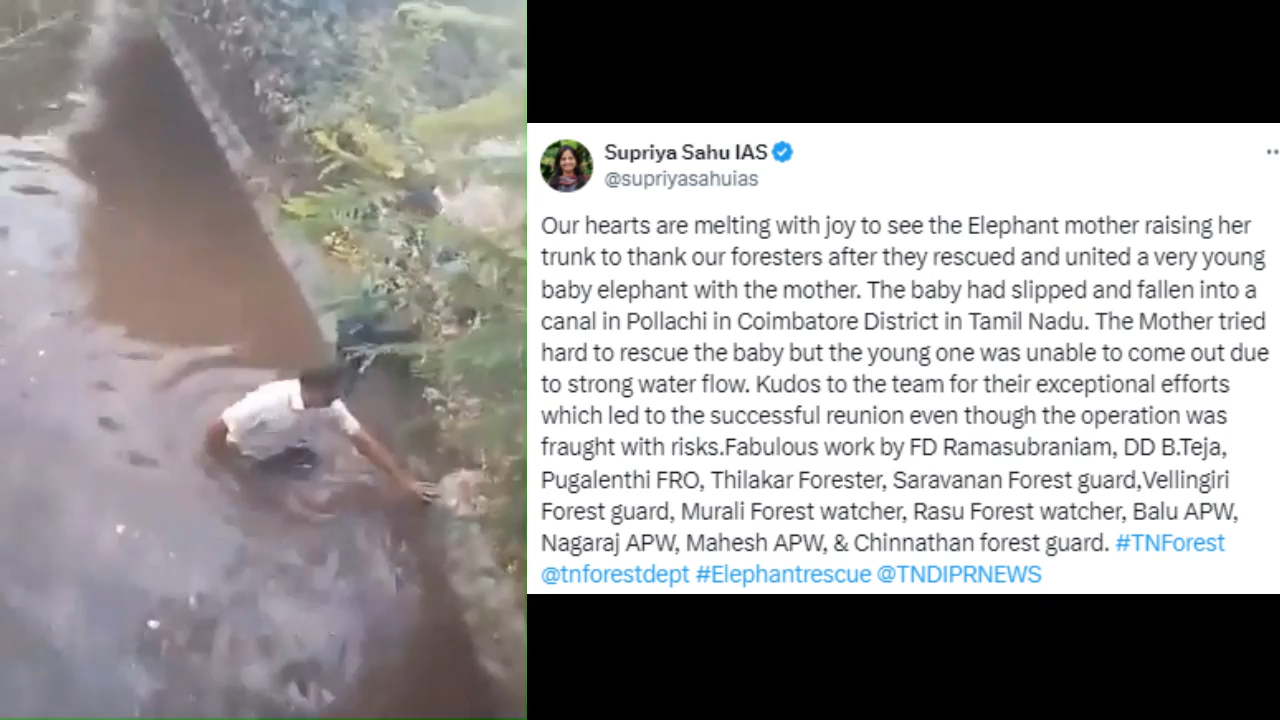 Supriya Sahu IAS
@supriyasahuias
Our hearts are melting with joy to see the Elephant mother raising her
trunk to thank our foresters after they rescued and united a very young
baby elephant with the mother. The baby had slipped and fallen into a
canal in Pollachi in Coimbatore District in Tamil Nadu. The Mother tried
hard to rescue the baby but the young one was unable to come out due
to strong water flow. Kudos to the team for their exceptional efforts
which led to the successful reunion even though the operation was
fraught with risks.Fabulous work by FD Ramasubraniam, DD B.Teja,
Pugalenthi FRO, Thilakar Forester, Saravanan Forest guard,Vellingiri
Forest guard, Murali Forest watcher, Rasu Forest watcher, Balu APW,
Nagaraj APW, Mahesh APW, & Chinnathan forest guard. #TNForest
@tnforestdept #Elephantrescue @TNDIPRNEWS